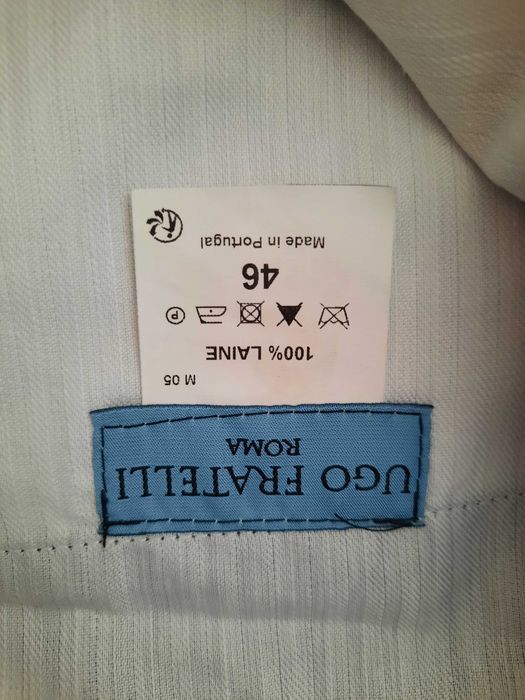 UGO FRATELLI
ROMA
M 05
100% LAINE
P
46
Made in Portugal